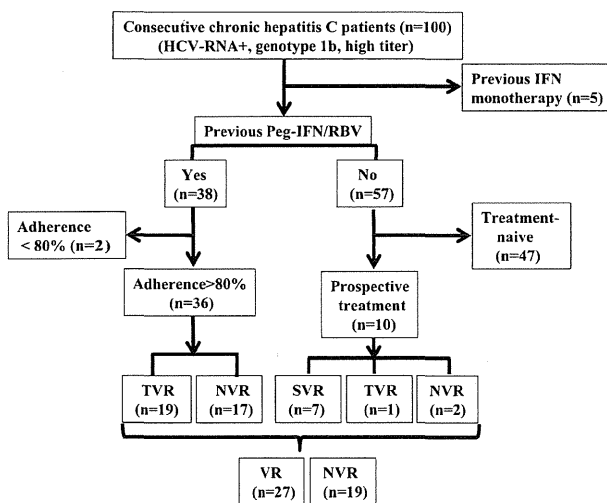 Consecutive chronic hepatitis C patients (n=100)
(HCV-RNA+, genotype 1b, high titer)
Previous IFN
monotherapy (n=5)
Previous Peg-IFN/RBV
Yes
(n=38)
No
(n=57)
Adherence
< 80% (n=2)
Treatment-
naive
(n=47)
Adherence>80%
(n=36)
Prospective
treatment
(n=10)
TVR
(n=19)
NVR
(n=17)
SVR
(n=7)
TVR
(n=1)
NVR
(n=2)
VR
(n=27)
NVR
(n=19)